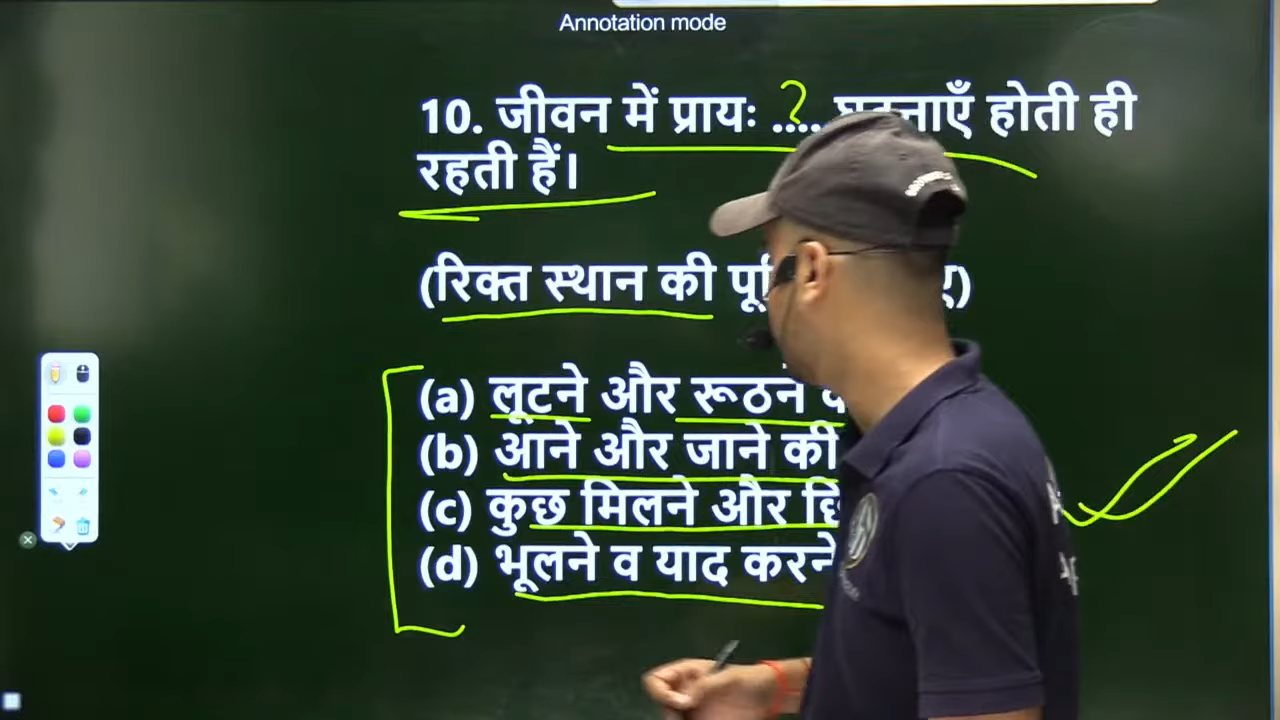 Annotation mode
10. जीवन में प्रायः .... होती ही
रहती हैं।
(रिक्त स्थान की
(a) लूटने और रूठने
(b) आने और जाने की
(c) कुछ मिलने और
(d) भूलने व याद करने